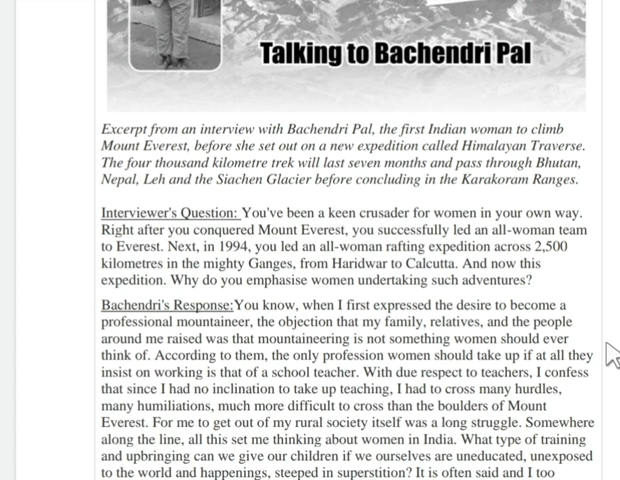 Talking to Bachendri Pal
Excerpt from an interview with Bachendri Pal, the first Indian woman to climb
Mount Everest, before she set out on a new expedition called Himalayan Traverse.
The four thousand kilometre trek will last seven months and pass through Bhutan,
Nepal, Leh and the Siachen Glacier before concluding in the Karakoram Ranges.
Interviewer's Question: You've been a keen crusader for women in your own way.
Right after you conquered Mount Everest, you successfully led an all-woman team
to Everest. Next, in 1994, you led an all-woman rafting expedition across 2,500
kilometres in the mighty Ganges, from Haridwar to Calcutta. And now this
expedition. Why do you emphasise women undertaking such adventures?
Bachendri's Response:You know, when I first expressed the desire to become a
professional mountaineer, the objection that my family, relatives, and the people
around me raised was that mountaineering is not something women should ever
think of. According to them, the only profession women should take up if at all they
insist on working is that of a school teacher. With due respect to teachers, I confess
that since I had no inclination to take up teaching, I had to cross many hurdles,
many humiliations, much more difficult to cross than the boulders of Mount
Everest. For me to get out of my rural society itself was a long struggle. Somewhere
along the line, all this set me thinking about women in India. What type of training
and upbringing can we give our children if we ourselves are uneducated, unexposed
to the world and happenings, steeped in superstition? It is often said and I too